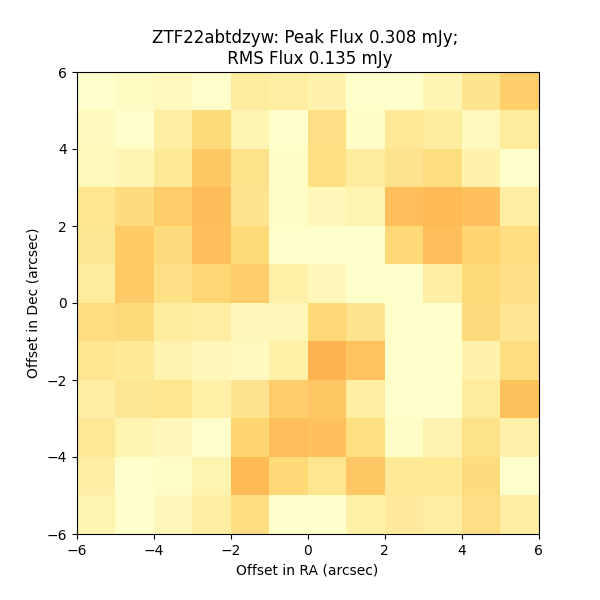 ZTF22abtdzyw: Peak Flux 0.308 mJy;
RMS Flux 0.135 mJy
6
4
2
0
−2
−4
−6
Offset in Dec (arcsec)
−6 −4 −2 0 2 4 6
Offset in RA (arcsec)